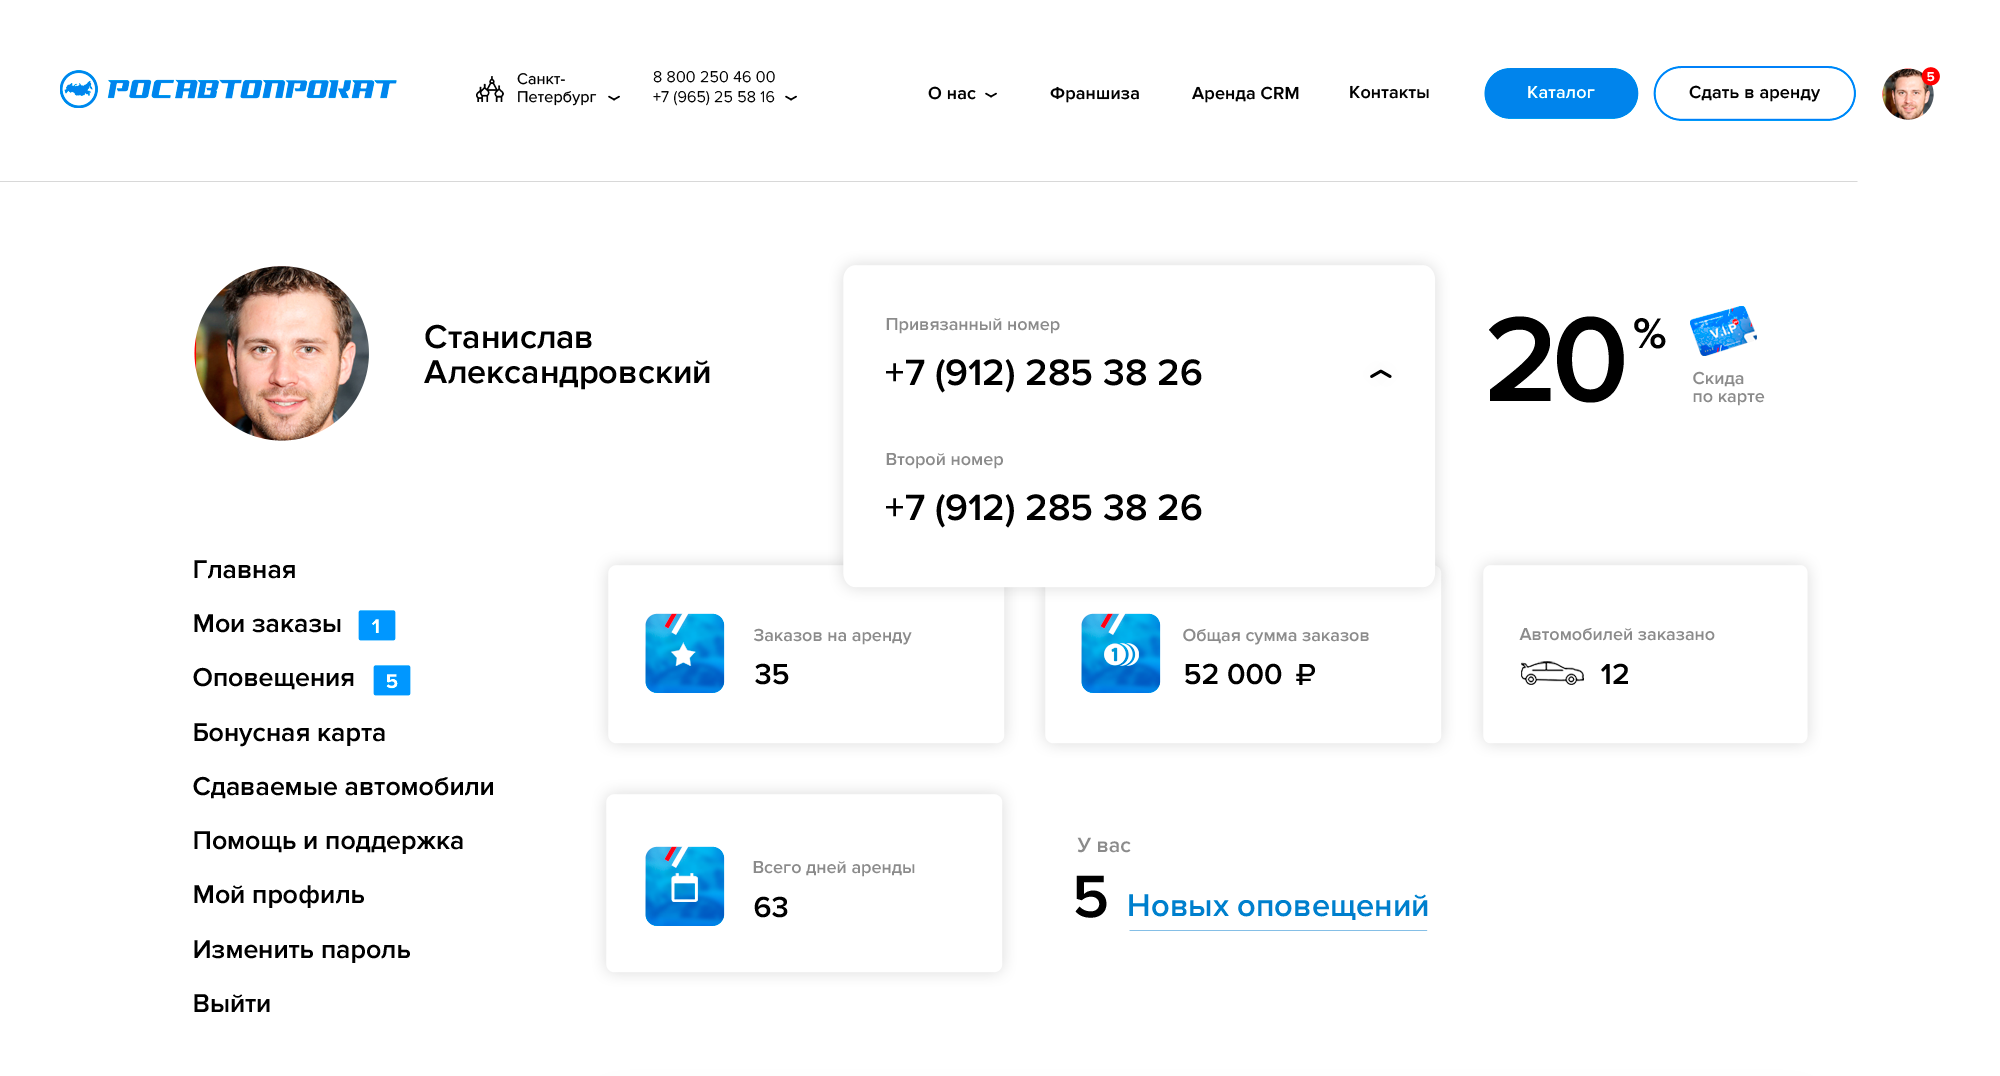 РОСАВТОПРОКАТ
Санкт-
Петербург
8 800 250 46 00
+7 (965) 25 58 16
О нас
Франшиза
Аренда CRM
Контакты
Каталог
Сдать в аренду
5
Станислав
Александровский
Привязанный номер
+7 (912) 285 38 26
Второй номер
+7 (912) 285 38 26
20 %
V.I.P
Скида
по карте
Главная
Мои заказы 1
Оповещения 5
Бонусная карта
Сдаваемые автомобили
Помощь и поддержка
Мой профиль
Изменить пароль
Выйти
Заказов на аренду
35
1
Общая сумма заказов
52 000 ₽
Автомобилей заказано
12
Всего дней аренды
63
У вас
5 Новых оповещений